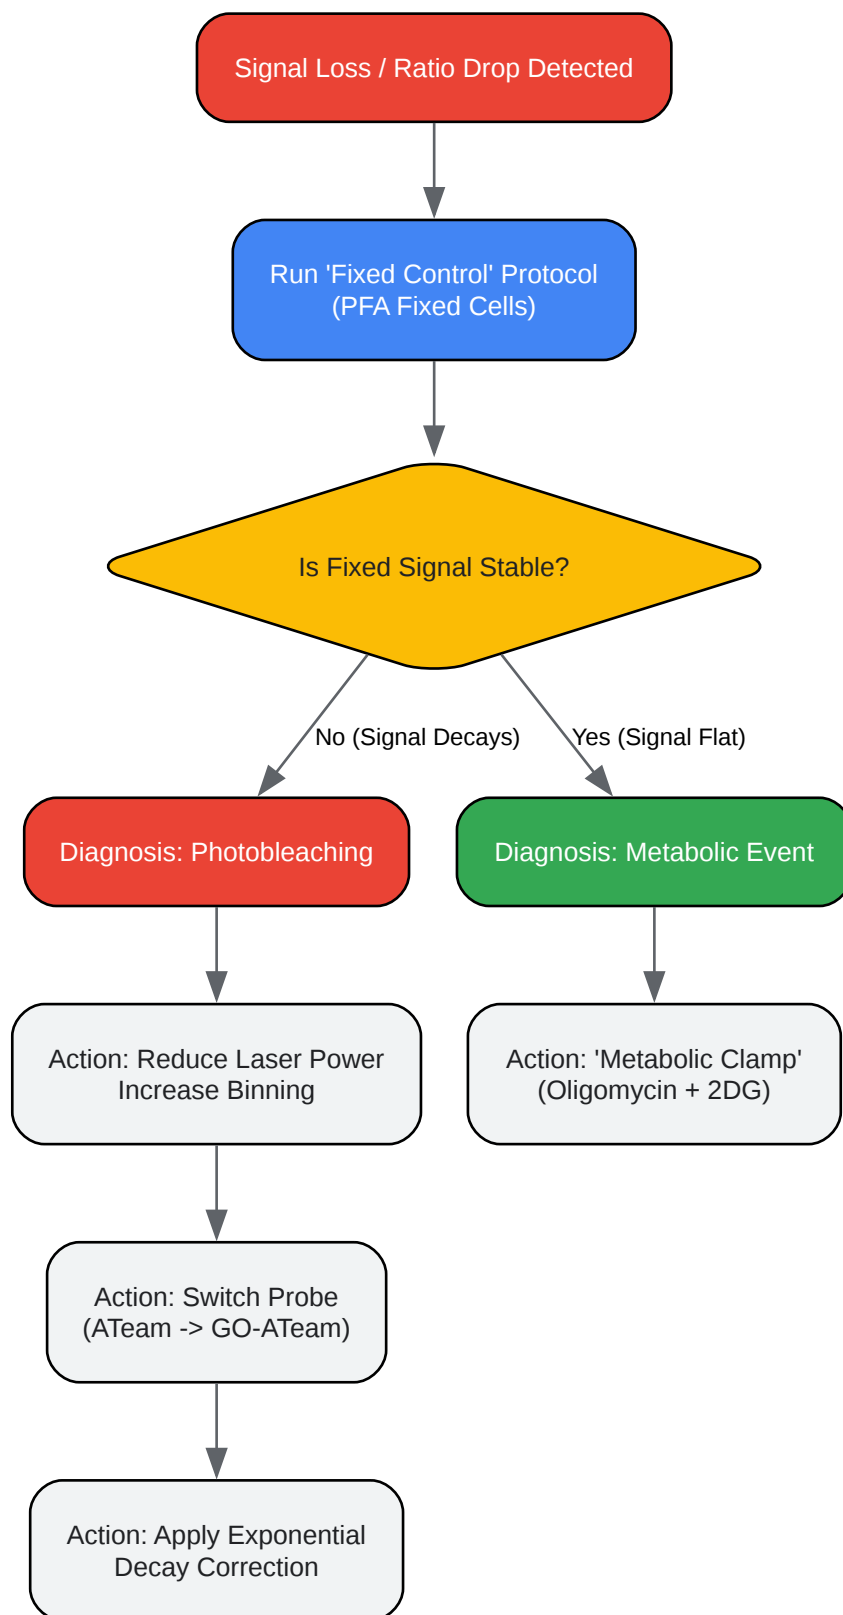 Signal Loss / Ratio Drop Detected
Run 'Fixed Control' Protocol
(PFA Fixed Cells)
Is Fixed Signal Stable?
No (Signal Decays)
Yes (Signal Flat)
Diagnosis: Photobleaching
Diagnosis: Metabolic Event
Action: Reduce Laser Power
Increase Binning
Action: 'Metabolic Clamp'
(Oligomycin + 2DG)
Action: Switch Probe
(ATeam -> GO-ATeam)
Action: Apply Exponential
Decay Correction